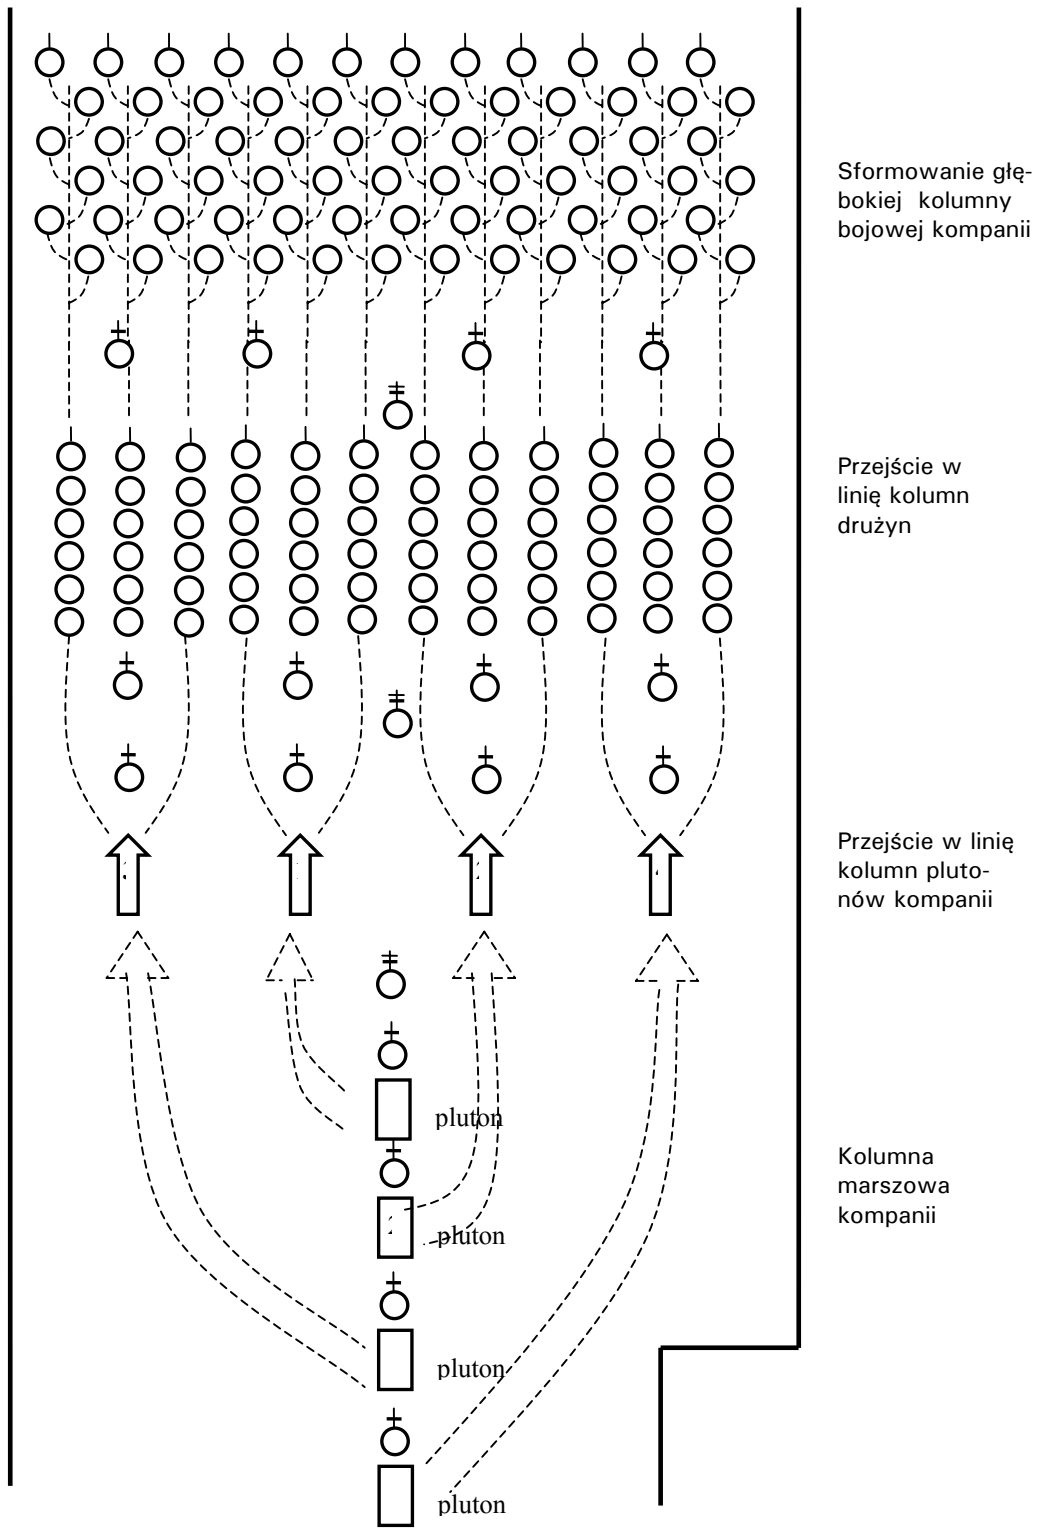 Sformowanie głę-
bokiej kolumny
bojowej kompanii
Przejście w
linię kolumn
drużyn
Przejście w linię
kolumn pluto-
nów kompanii
pluton
Kolumna
marszowa
kompanii
pluton
pluton
pluton